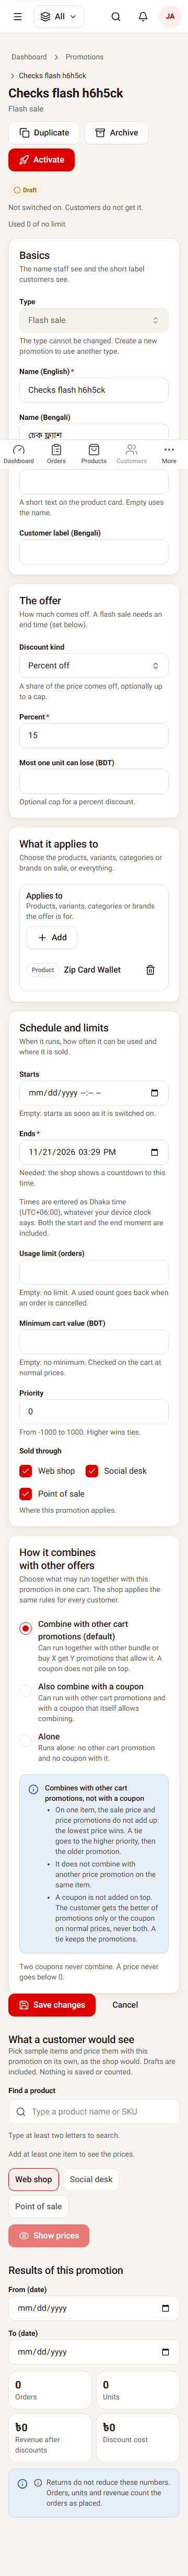 All
JA
Dashboard
Promotions
Checks flash h6h5ck
Checks flash h6h5ck
Flash sale
Duplicate
Archive
Activate
Draft
Not switched on. Customers do not get it.
Used 0 of no limit
Basics
The name staff see and the short label
customers see.
Type
Flash sale
The type cannot be changed. Create a new
promotion to use another type.
Name (English)*
Checks flash h6h5ck
Name (Bengali)
চেক ফ্ল্যাশ
Dashboard
Orders
Products
Customers
More
A short text on the product card. Empty uses
the name.
Customer label (Bengali)
The offer
How much comes off. A flash sale needs an
end time (set below).
Discount kind
Percent off
A share of the price comes off, optionally up
to a cap.
Percent*
15
Most one unit can lose (BDT)
Optional cap for a percent discount.
What it applies to
Choose the products, variants, categories or
brands on sale, or everything.
Applies to
Products, variants, categories or brands
the offer is for.
Add
Product
Zip Card Wallet
Schedule and limits
When it runs, how often it can be used and
where it is sold.
Starts
mm/dd/yyyy --:-- --
Empty: starts as soon as it is switched on.
Ends*
11/21/2026 03:29 PM
Needed: the shop shows a countdown to this
time.
Times are entered as Dhaka time
(UTC+06:00), whatever your device clock
says. Both the start and the end moment are
included.
Usage limit (orders)
Empty: no limit. A used count goes back when
an order is cancelled.
Minimum cart value (BDT)
Empty: no minimum. Checked on the cart at
normal prices.
Priority
0
From -1000 to 1000. Higher wins ties.
Sold through
Web shop
Social desk
Point of sale
Where this promotion applies.
How it combines
with other offers
Choose what may run together with this
promotion in one cart. The shop applies the
same rules for every customer.
Combine with other cart
promotions (default)
Can run together with other bundle or
buy X get Y promotions that allow it. A
coupon does not pile on top.
Also combine with a coupon
Can run with other cart promotions and
with a coupon that itself allows
combining.
Alone
Runs alone: no other cart promotion
and no coupon with it.
Combines with other cart
promotions, not with a coupon
• On one item, the sale price and
promo prices do not add up:
the lowest price wins. A tie
goes to the higher priority, then
the older promotion.
• It does not combine with
another price promotion on the
same item.
• A coupon is not added on top.
The customer gets the better of
promotions only or the coupon
on normal prices, never both. A
tie keeps the promotions.
Two coupons never combine. A price never
goes below 0.
Save changes
Cancel
What a customer would see
Pick sample items and price them with this
promotion on its own, as the shop would. Drafts are
included. Nothing is saved or counted.
Find a product
Type a product name or SKU
Type at least two letters to search.
Add at least one item to see the prices.
Web shop
Social desk
Point of sale
Show prices
Results of this promotion
From (date)
mm/dd/yyyy
To (date)
mm/dd/yyyy
0
Orders
0
Units
৳0
Revenue after
discounts
৳0
Discount cost
Returns do not reduce these numbers.
Orders, units and revenue count the
orders as placed.